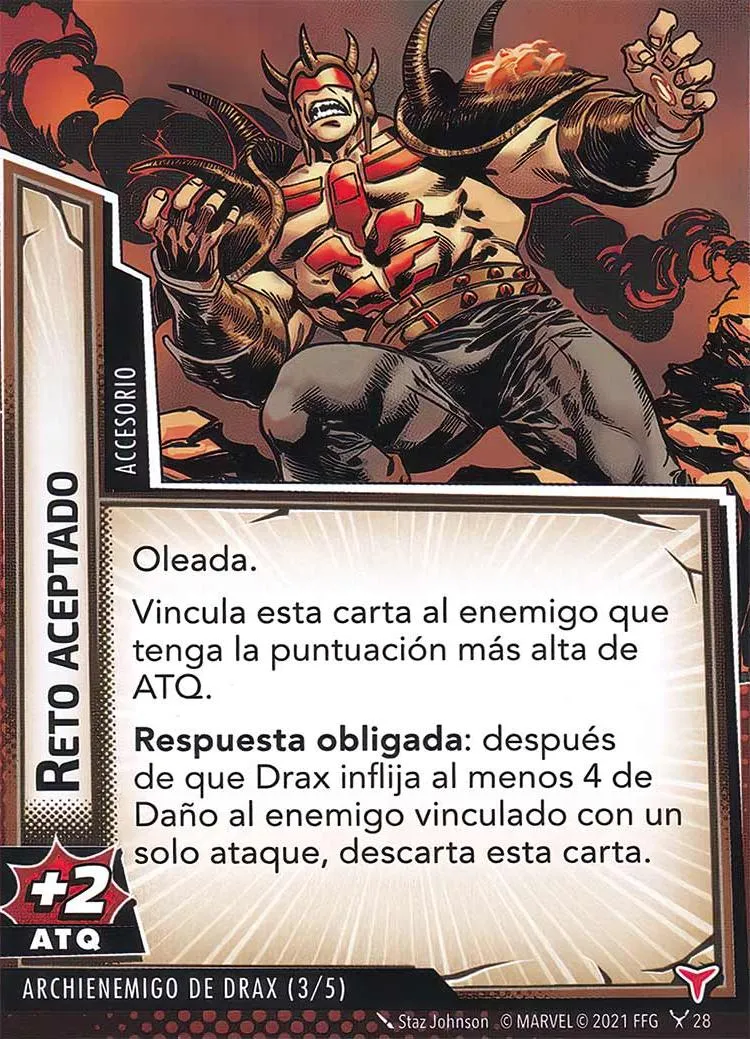 ACCESORIO
RETO ACEPTADO
Oleada.
Vincula esta carta al enemigo que
tenga la puntuación más alta de
ATQ.
Respuesta obligada: después
de que Drax inflija al menos 4 de
Daño al enemigo vinculado con un
solo ataque, descarta esta carta.
+2
ATQ
ARCHIENEMIGO DE DRAX (3/5)
Staz Johnson © MARVEL © 2021 FFG 28